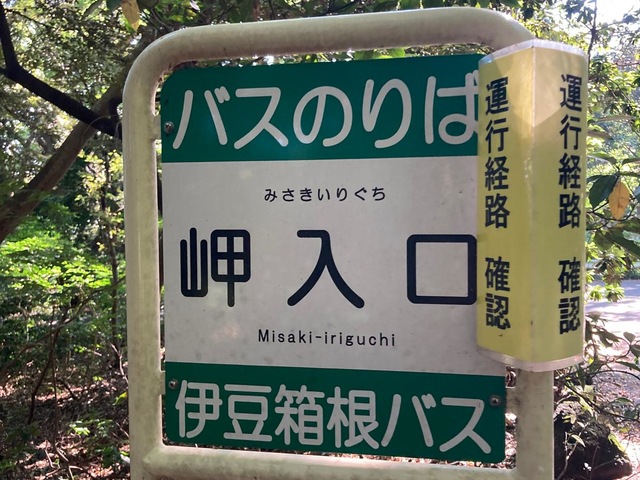 バスのりば
みさきいりぐち
岬入口
Misaki-iriguchi
伊豆箱根バス
運行経路 確認
運行経路 確認